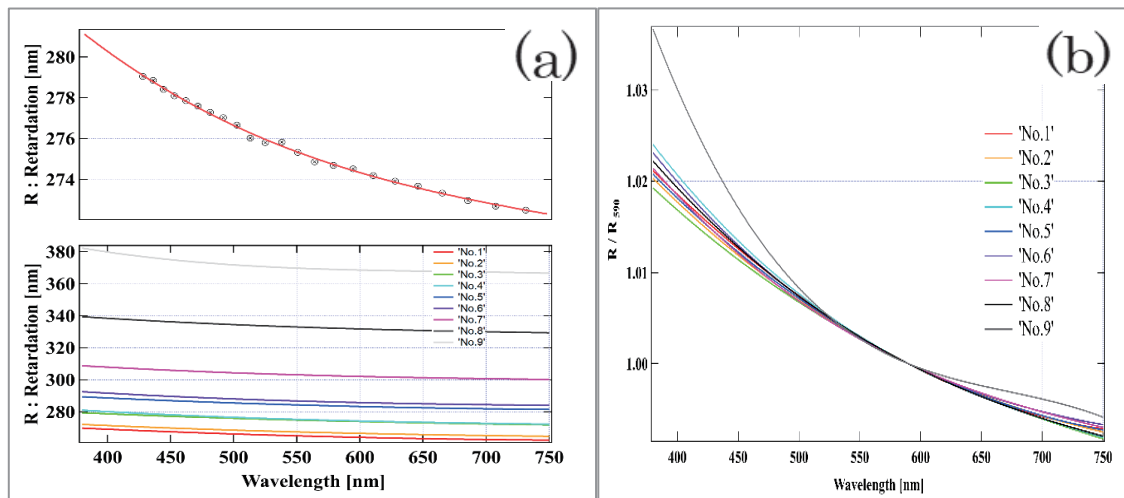 (a)
R : Retardation [nm]
280
278
276
274
R : Retardation [nm]
380
360
340
320
300
280
'No.1'
'No.2'
'No.3'
'No.4'
'No.5'
'No.6'
'No.7'
'No.8'
'No.9'
400 450 500 550 600 650 700 750
Wavelength [nm]
(b)
R / R 590
1.03
1.02
1.01
1.00
'No.1'
'No.2'
'No.3'
'No.4'
'No.5'
'No.6'
'No.7'
'No.8'
'No.9'
400 450 500 550 600 650 700 750
Wavelength [nm]